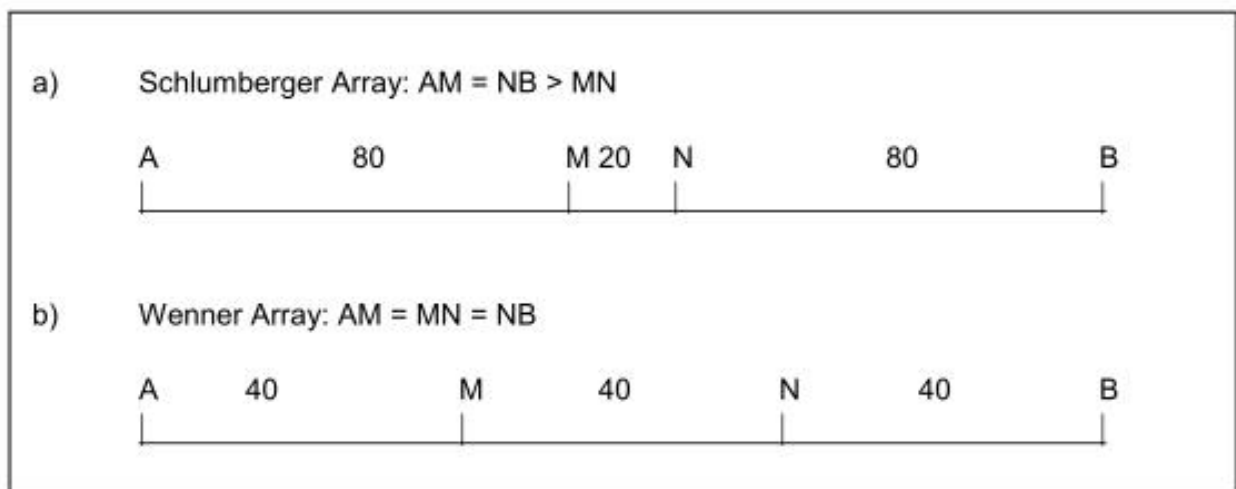 a) Schlumberger Array: AM = NB > MN
A 80 M 20 N 80 B
b) Wenner Array: AM = MN = NB
A 40 M 40 N 40 B